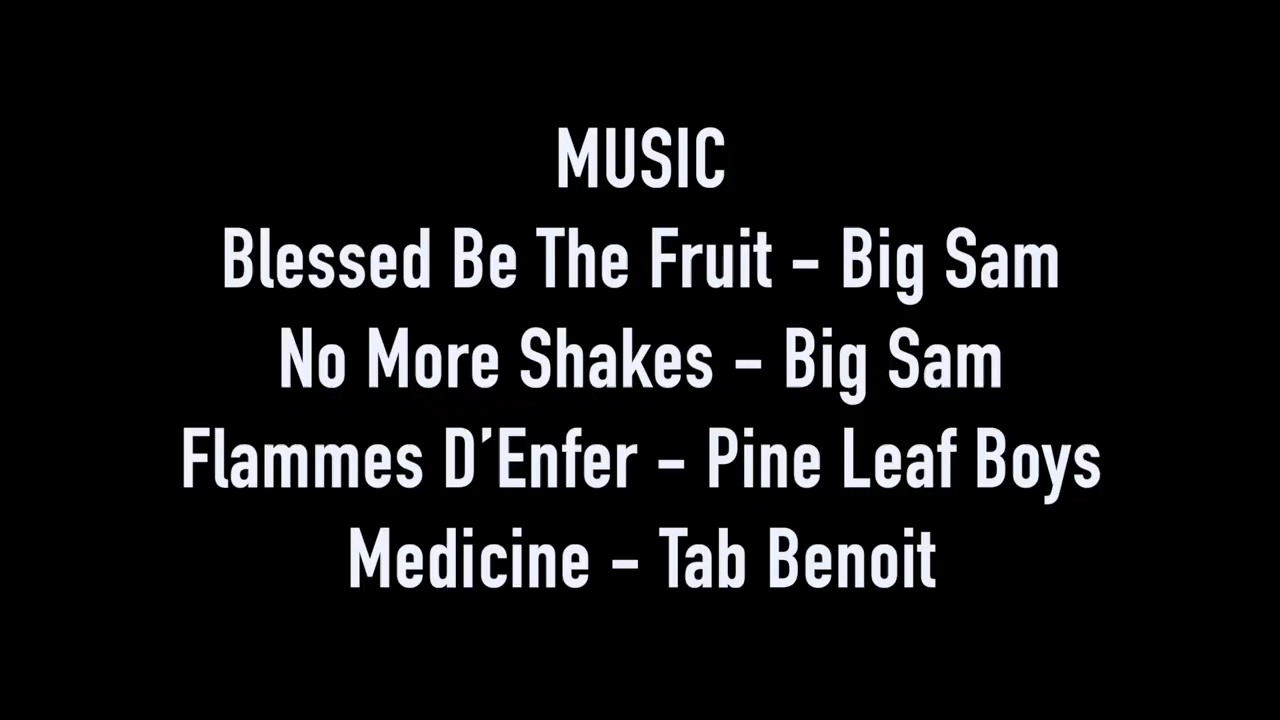 MUSIC
Blessed Be The Fruit – Big Sam
No More Shakes – Big Sam
Flammes D’Enfer – Pine Leaf Boys
Medicine – Tab Benoit